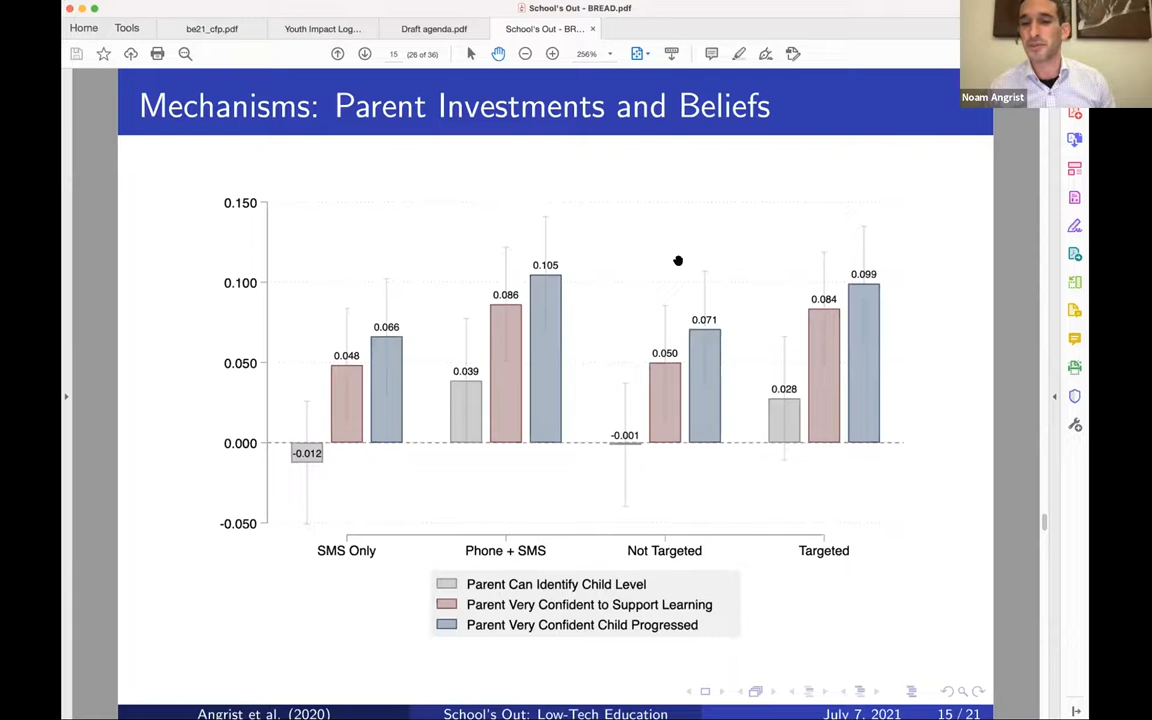 School's Out - BREAD.pdf
Home
Tools
be21_cfp.pdf
Youth Impact Log...
Draft agenda.pdf
School's Out - BR...
15
(26 of 36)
256%
Noam Angrist
Mechanisms: Parent Investments and Beliefs
0.150
0.100
0.050
0.000
-0.050
-0.012
0.048
0.066
0.039
0.086
0.105
-0.001
0.050
0.071
0.028
0.084
0.099
SMS Only
Phone + SMS
Not Targeted
Targeted
Parent Can Identify Child Level
Parent Very Confident to Support Learning
Parent Very Confident Child Progressed
Angrist et al. (2020)
School's Out: Low-Tech Education
July 7, 2021
15 / 21